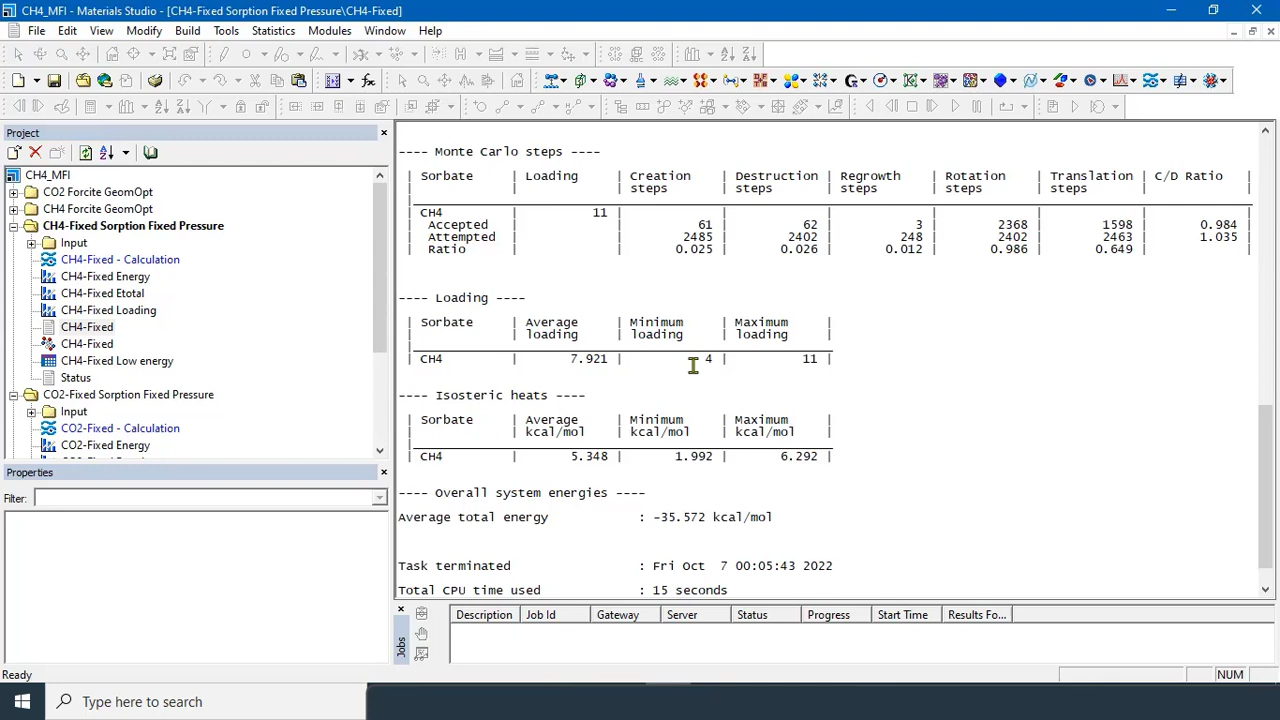 CH4_MFI - Materials Studio - [CH4-Fixed Sorption Fixed Pressure\CH4-Fixed]
File Edit View Modify Build Tools Statistics Modules Window Help
Project
CH4_MFI
CO2 Forcite GeomOpt
CH4 Forcite GeomOpt
CH4-Fixed Sorption Fixed Pressure
Input
CH4-Fixed - Calculation
CH4-Fixed Energy
CH4-Fixed Etotal
CH4-Fixed Loading
CH4-Fixed
CH4-Fixed
CH4-Fixed Low energy
Status
CO2-Fixed Sorption Fixed Pressure
Input
CO2-Fixed - Calculation
CO2-Fixed Energy
Properties
Filter:
---- Monte Carlo steps ----
| Sorbate | Loading | Creation | Destruction | Regrowth | Rotation | Translation | C/D Ratio |
| | | steps | steps | steps | steps | steps | |
| CH4 | 11 | | | | | | |
| Accepted | | 61 | 62 | 3 | 2368 | 1598 | 0.984 |
| Attempted | | 2485 | 2402 | 248 | 2402 | 2463 | 1.035 |
| Ratio | | 0.025 | 0.026 | 0.012 | 0.986 | 0.649 | |
---- Loading ----
| Sorbate | Average | Minimum | Maximum |
| | loading | loading | loading |
| CH4 | 7.921 | 4 | 11 |
---- Isosteric heats ----
| Sorbate | Average | Minimum | Maximum |
| | kcal/mol | kcal/mol | kcal/mol |
| CH4 | 5.348 | 1.992 | 6.292 |
---- Overall system energies ----
Average total energy : -35.572 kcal/mol
Task terminated : Fri Oct 7 00:05:43 2022
Total CPU time used : 15 seconds
Jobs
Description Job Id Gateway Server Status Progress Start Time Results Fo...
Ready
NUM
Type here to search